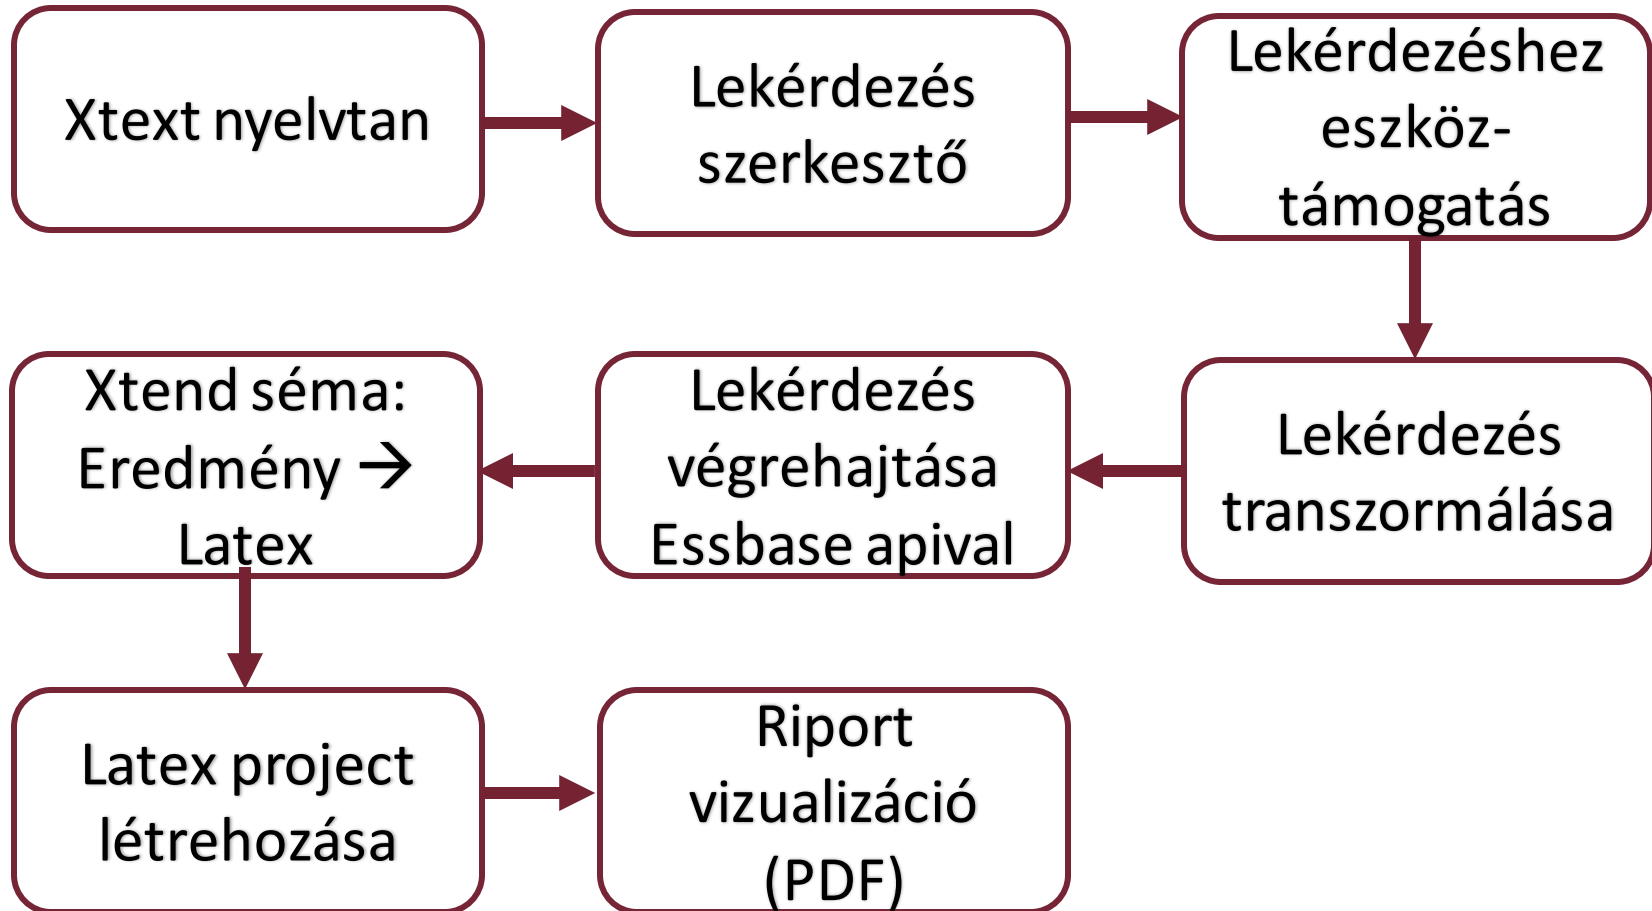 Xtext nyelvtan
Lekérdezés
szerkesztő
Lekérdezéshez
eszköz-
támogatás
Lekérdezés
transzormálása
Lekérdezés
végrehajtása
Essbase apival
Xtend séma:
Eredmény →
Latex
Latex project
létrehozása
Riport
vizualizáció
(PDF)